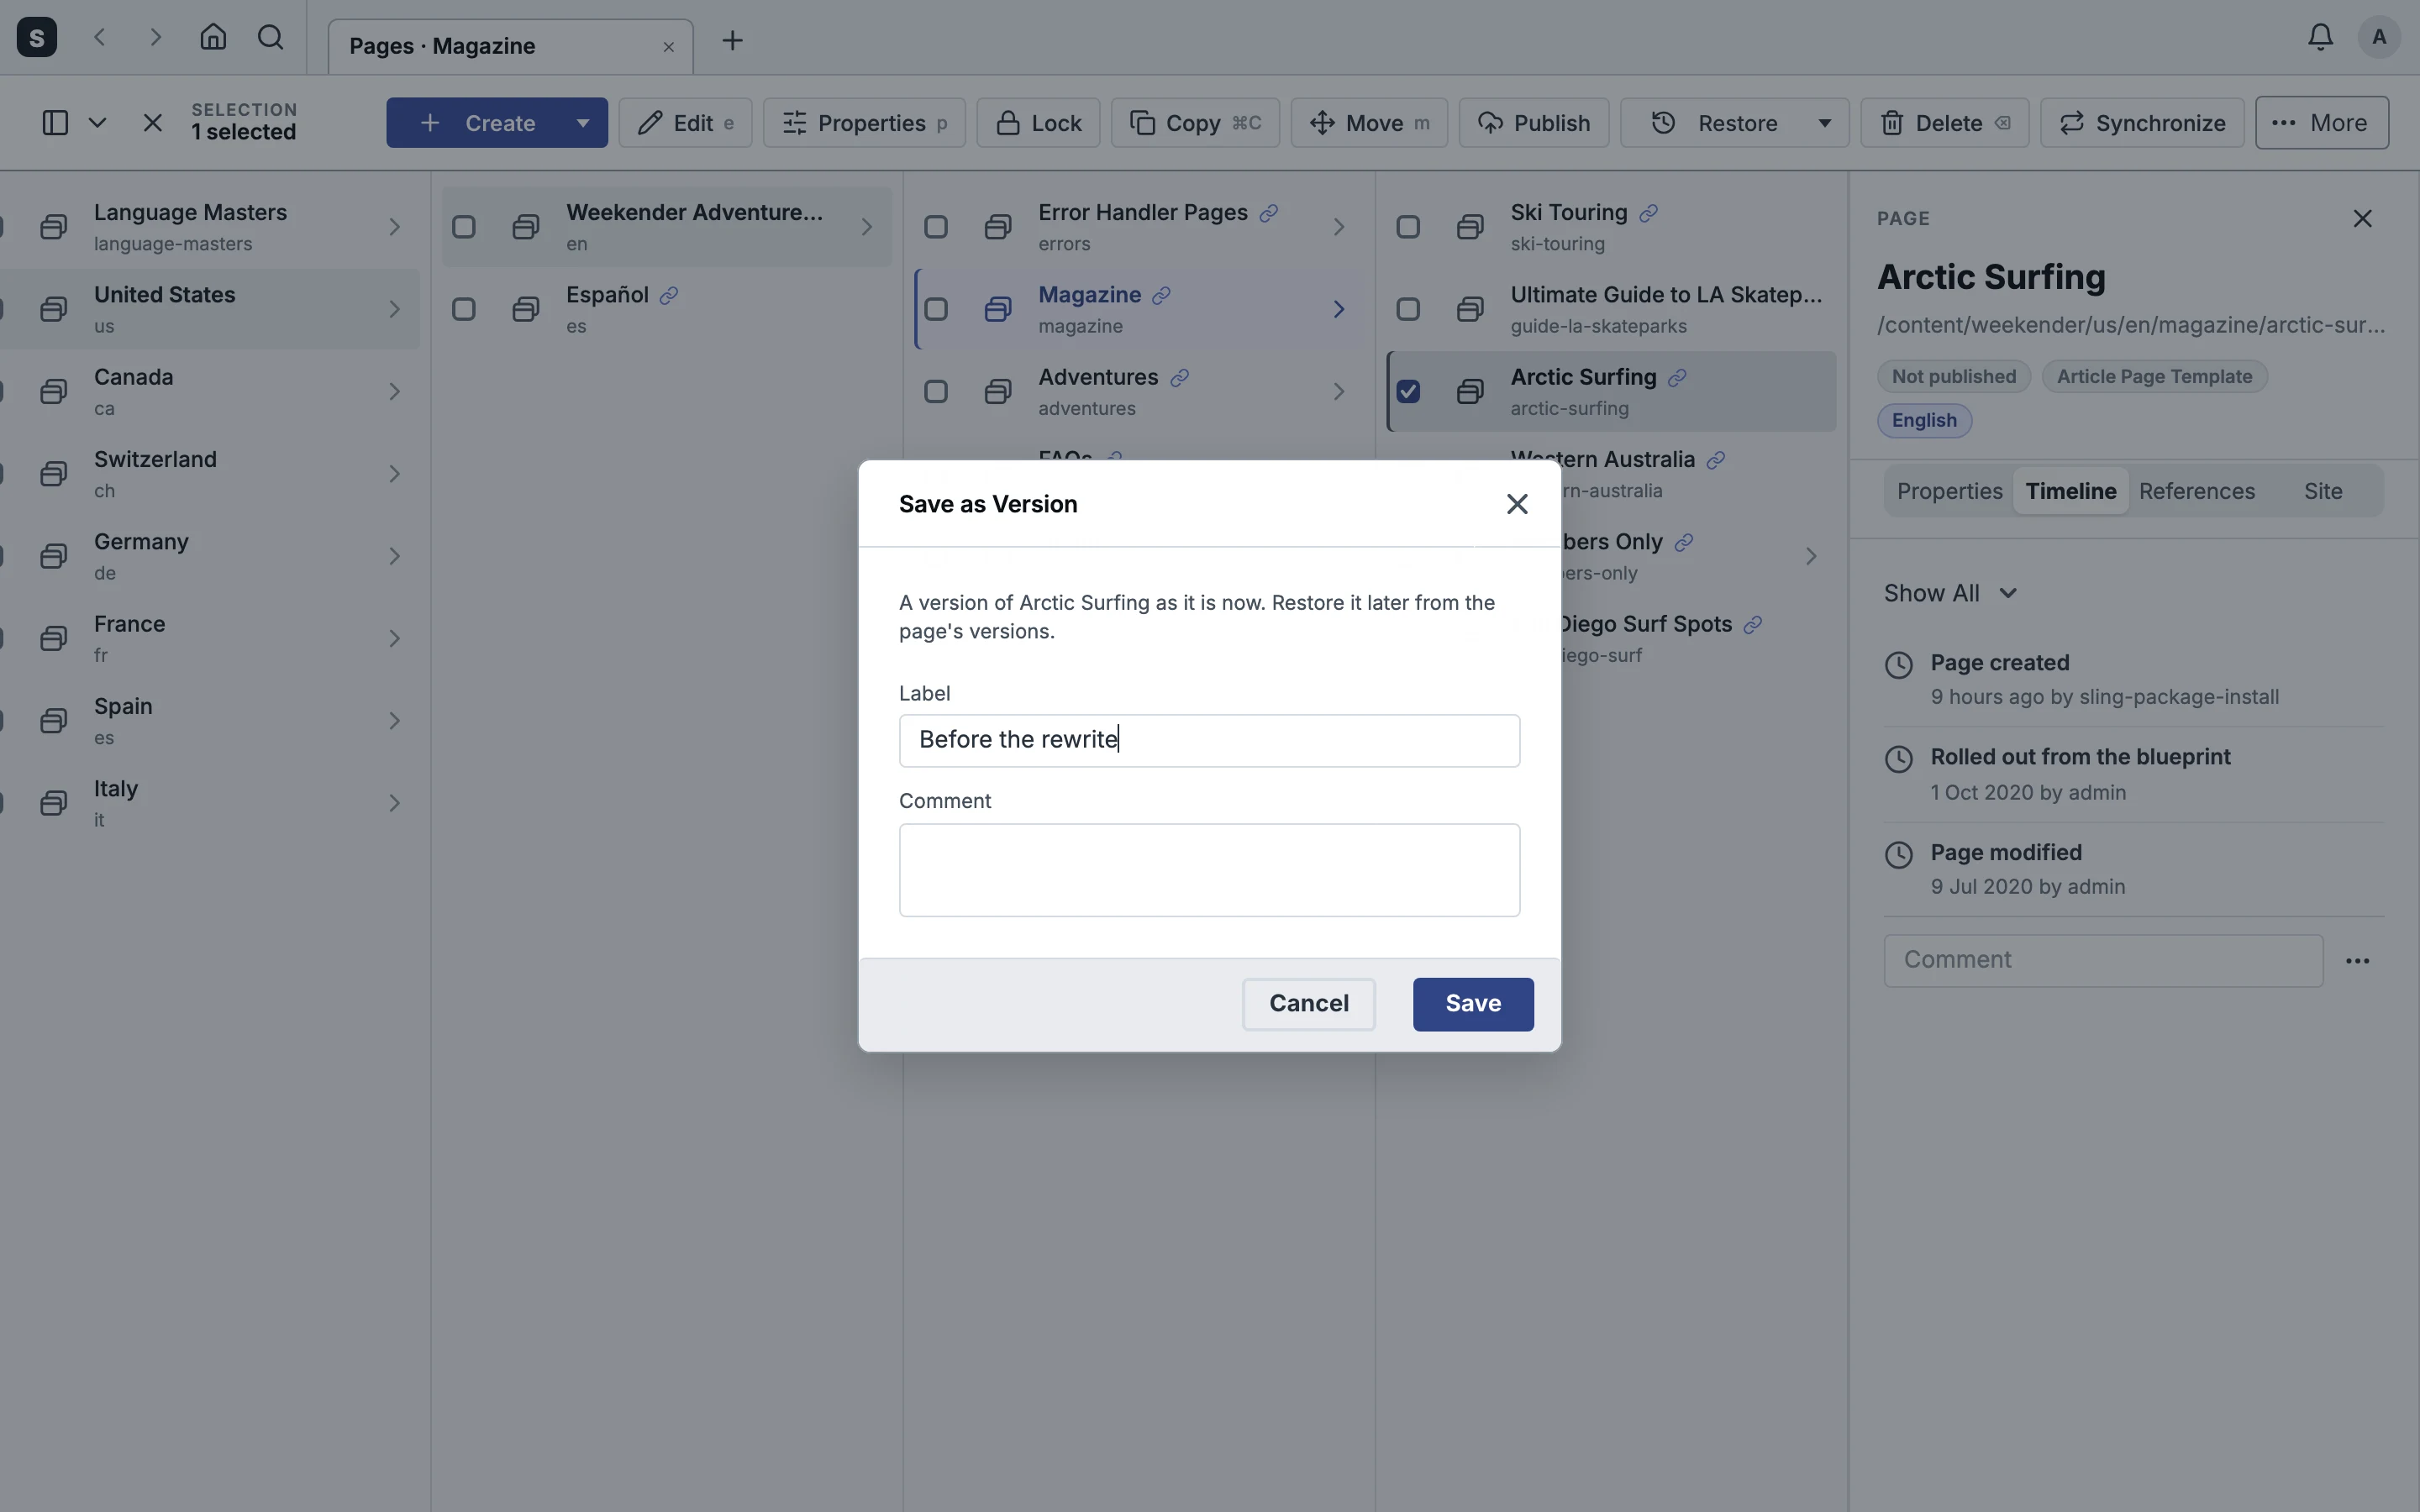 S
Pages · Magazine
A
SELECTION
1 selected
Create
Edit e
Properties p
Lock
Copy ⌘C
Move m
Publish
Restore
Delete
Synchronize
More
Language Masters
language-masters
United States
us
Canada
ca
Switzerland
ch
Germany
de
France
fr
Spain
es
Italy
it
Weekender Adventure...
en
Español
es
Error Handler Pages
errors
Magazine
magazine
Adventures
adventures
FAQs
Ski Touring
ski-touring
Ultimate Guide to LA Skatep...
guide-la-skateparks
Arctic Surfing
arctic-surfing
Western Australia
rn-australia
bers Only
ers-only
Diego Surf Spots
iego-surf
Save as Version
A version of Arctic Surfing as it is now. Restore it later from the
page's versions.
Label
Before the rewrite
Comment
Cancel
Save
PAGE
Arctic Surfing
/content/weekender/us/en/magazine/arctic-sur...
Not published
Article Page Template
English
Properties
Timeline
References
Site
Show All
Page created
9 hours ago by sling-package-install
Rolled out from the blueprint
1 Oct 2020 by admin
Page modified
9 Jul 2020 by admin
Comment